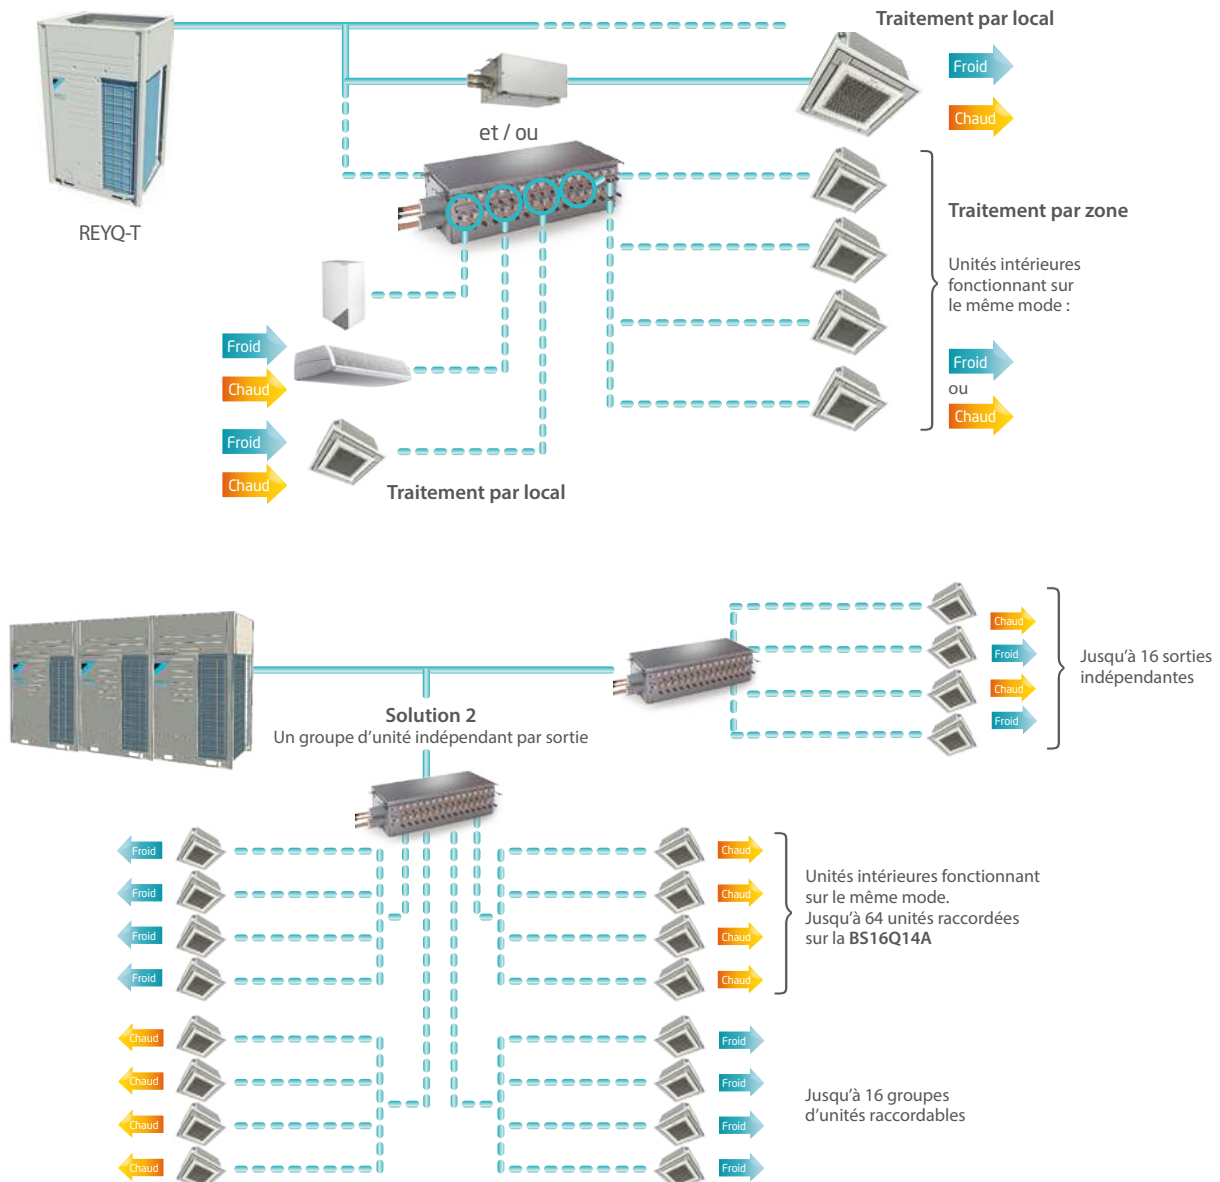 Traitement par local
Froid
Chaud
et / ou
REYQ-T
Traitement par zone
Unités intérieures
fonctionnant sur
le même mode :
Froid
ou
Chaud
Froid
Chaud
Froid
Chaud
Traitement par local
Chaud
Froid
Chaud
Froid
Jusqu'à 16 sorties
indépendantes
Solution 2
Un groupe d'unité indépendant par sortie
Froid
Froid
Froid
Froid
Chaud
Chaud
Chaud
Chaud
Unités intérieures fonctionnant
sur le même mode.
Jusqu'à 64 unités raccordées
sur la BS16Q14A
Chaud
Chaud
Chaud
Chaud
Froid
Froid
Froid
Froid
Jusqu'à 16 groupes
d'unités raccordables